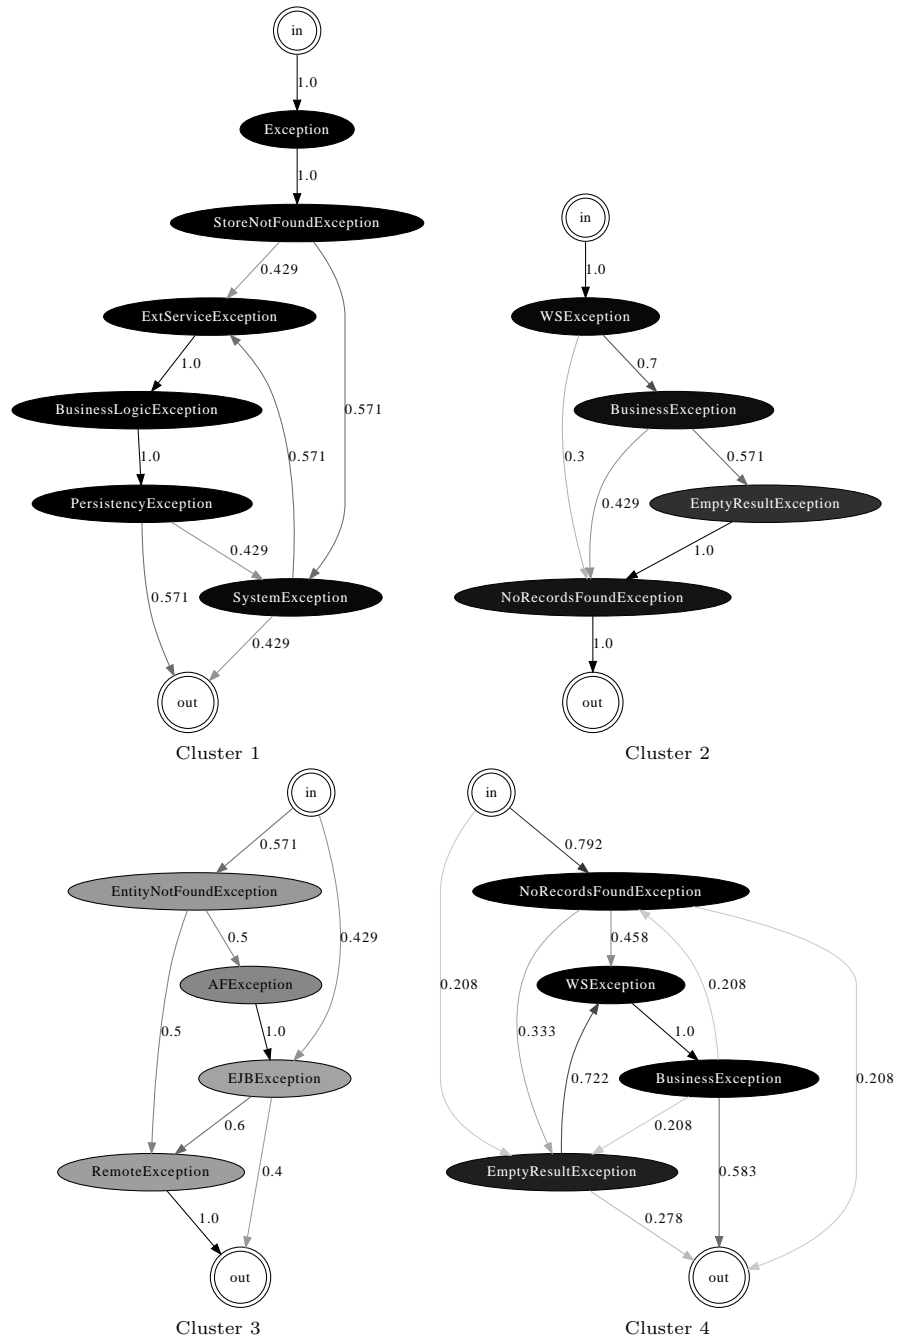 in
1.0
Exception
1.0
StoreNotFoundException
0.429
ExtServiceException
1.0
BusinessLogicException
0.571
0.571
1.0
PersistencyException
0.429
0.571
SystemException
0.429
out
Cluster 1
in
1.0
WSException
0.7
BusinessException
0.3
0.571
0.429
EmptyResultException
1.0
NoRecordsFoundException
1.0
out
Cluster 2
in
0.571
EntityNotFoundException
0.5
0.429
AFException
0.5
1.0
EJBException
0.6
RemoteException
0.4
1.0
out
Cluster 3
in
0.792
NoRecordsFoundException
0.458
0.208
WSException
0.208
0.333
1.0
0.722
BusinessException
0.208
0.208
EmptyResultException
0.583
0.278
out
Cluster 4